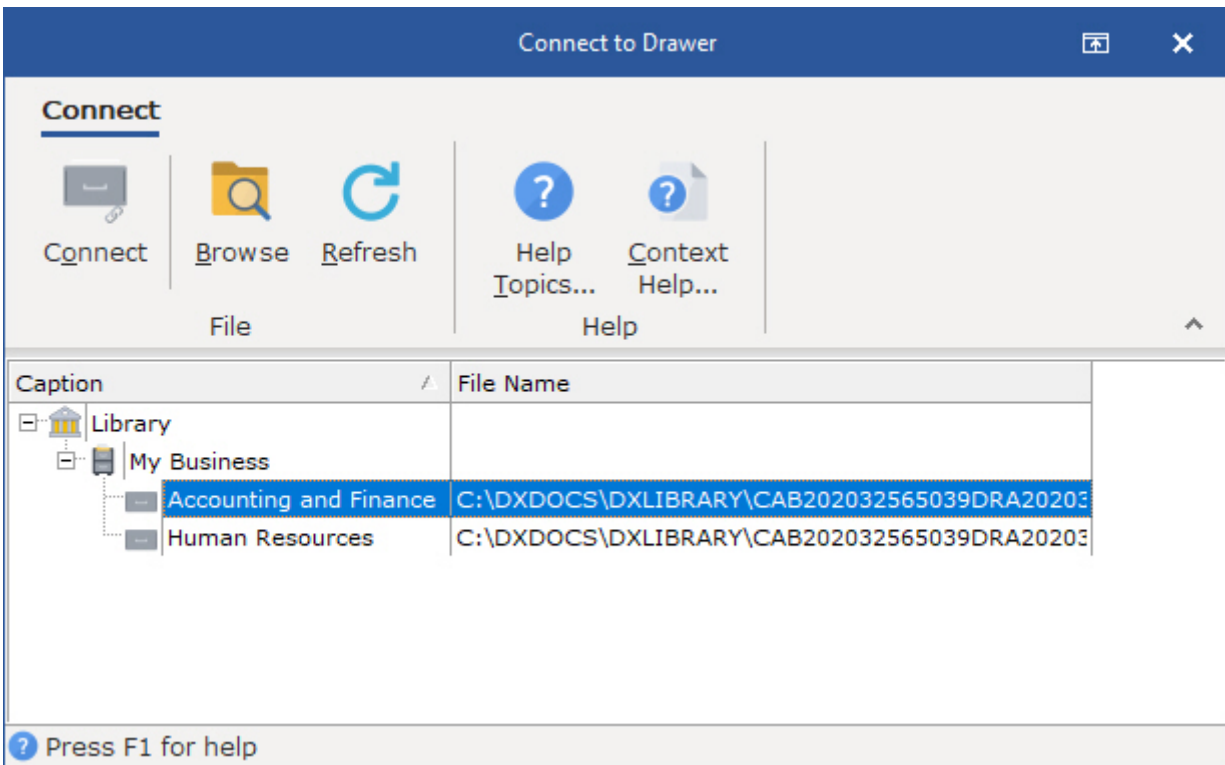 Connect to Drawer
Connect
Connect
Browse
Refresh
Help
Topics...
Context
Help...
File
Help
Caption
File Name
Library
My Business
Accounting and Finance C:\DXDOCS\DXLIBRARY\CAB202032565039DRA20203
Human Resources C:\DXDOCS\DXLIBRARY\CAB202032565039DRA20203
Press F1 for help